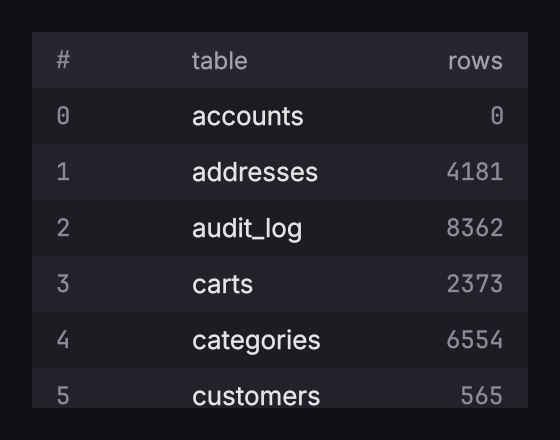 # table rows
0 accounts 0
1 addresses 4181
2 audit_log 8362
3 carts 2373
4 categories 6554
5 customers 565